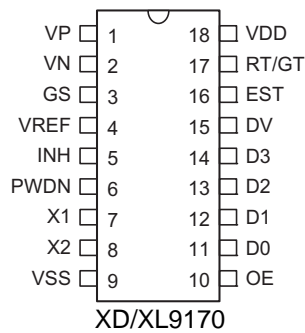 VP 1 18 VDD
VN 2 17 RT/GT
GS 3 16 EST
VREF 4 15 DV
INH 5 14 D3
PWDN 6 13 D2
X1 7 12 D1
X2 8 11 D0
VSS 9 10 OE
XD/XL9170